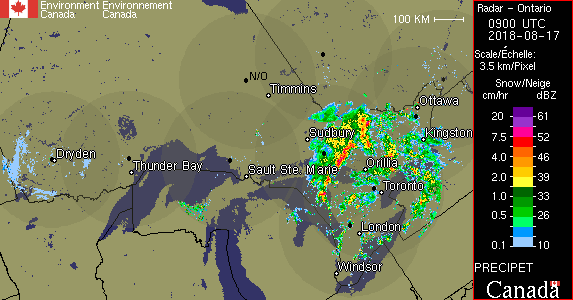 Environment Environnement
Canada Canada
100 KM
N/O
Timmins
Ottawa
Sudbury
Kingston
Dryden
Thunder Bay
Sault Ste. Marie
Orillia
Toronto
London
Windsor
Radar - Ontario
0900 UTC
2018-08-17
Scale/Échelle:
3.5 km/Pixel
Snow/Neige
cm/hr dBZ
20 61
10 57
7.5 52
4.0 46
2.0 39
1.0 33
0.5 26
0.1 10
PRECIPET
Canada